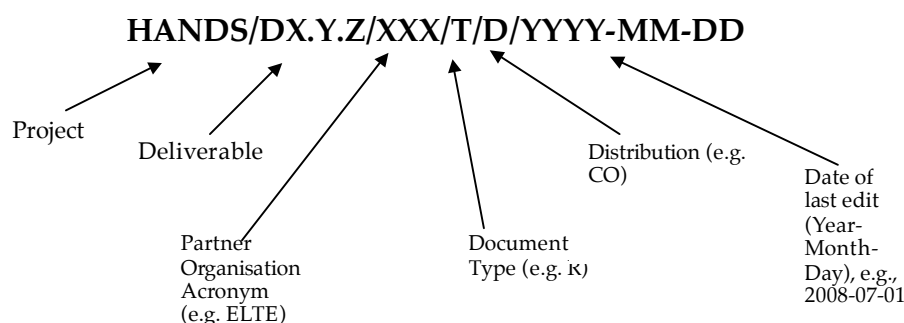 HANDS/DX.Y.Z/XXX/T/D/YYYY-MM-DD
Project
Deliverable
Partner
Organisation
Acronym
(e.g. ELTE)
Document
Type (e.g. R)
Distribution (e.g.
CO)
Date of
last edit
(Year-
Month-
Day), e.g.,
2008-07-01